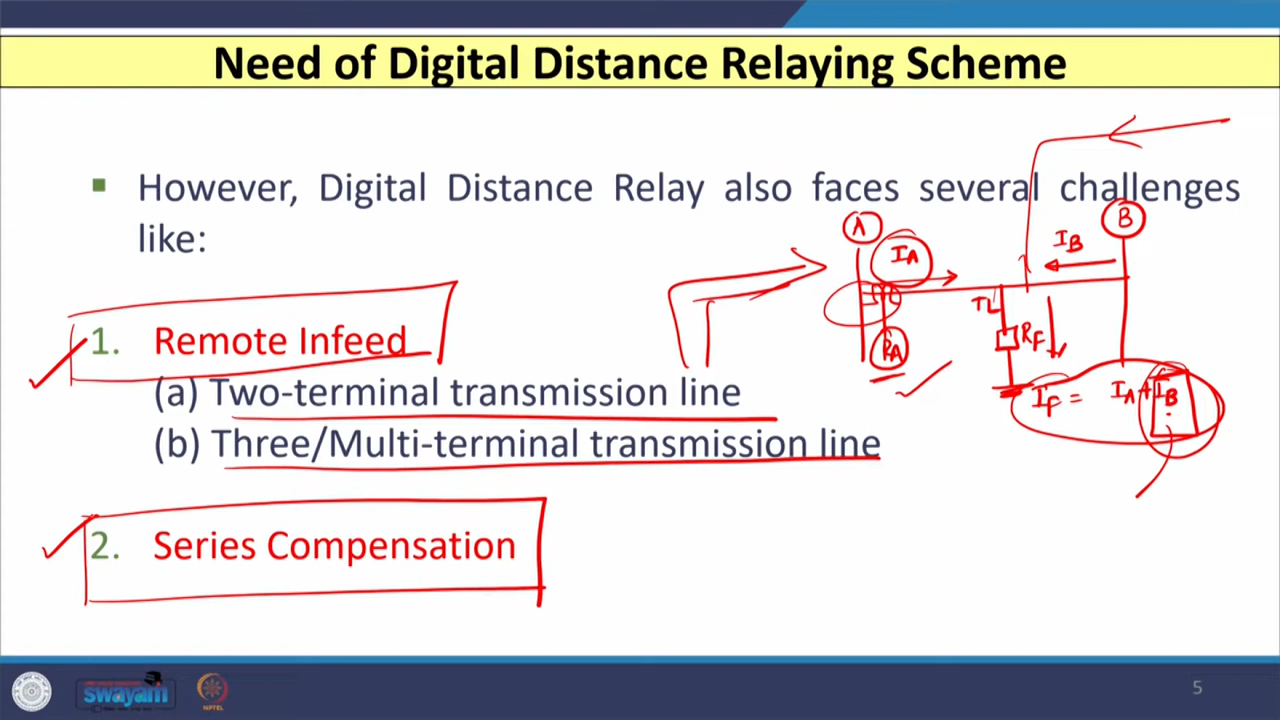 Need of Digital Distance Relaying Scheme
▪ However, Digital Distance Relay also faces several challenges
like:
1. Remote Infeed
(a) Two-terminal transmission line
(b) Three/Multi-terminal transmission line
2. Series Compensation
A
IA
IB
B
TL
RF
RA
IF = IA+IB
swayam
NPTEL
5